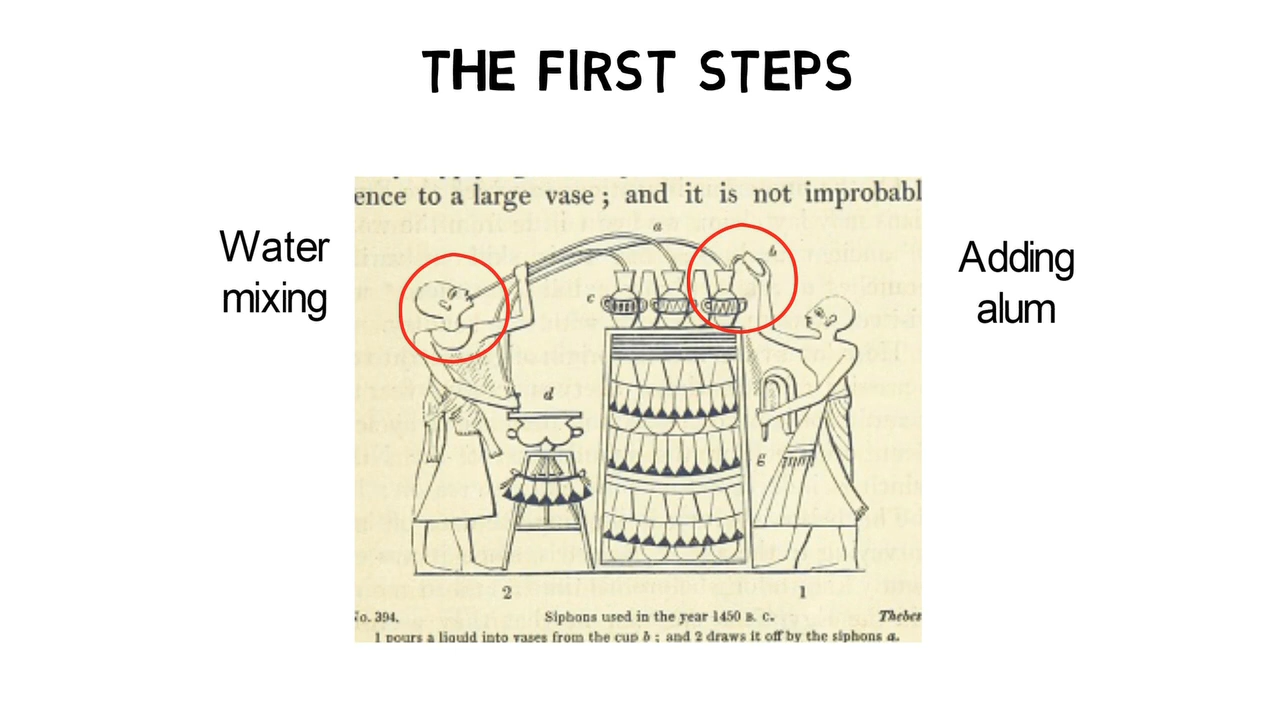 THE FIRST STEPS
ence to a large vase; and it is not improbabl
Water
mixing
Adding
alum
a
b
c
d
g
2
1
No. 394.
Siphons used in the year 1450 B. C.
Thebes
1 pours a liquid into vases from the cup b; and 2 draws it off by the siphons a.